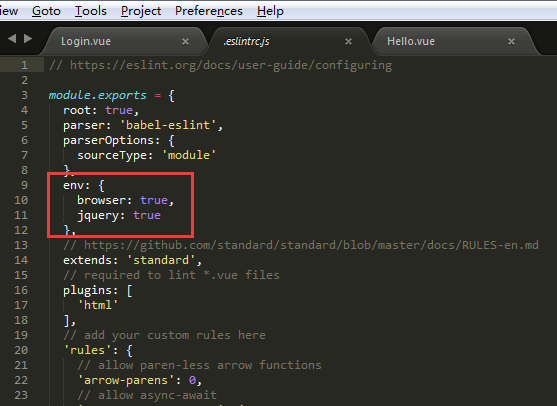 iew Goto Tools Project Preferences Help
Login.vue × .eslintrc.js × Hello.vue ×
1 // https://eslint.org/docs/user-guide/configuring
2
3 module.exports = {
4 root: true,
5 parser: 'babel-eslint',
6 parserOptions: {
7 sourceType: 'module'
8 },
9 env: {
10 browser: true,
11 jquery: true
12 },
13 // https://github.com/standard/standard/blob/master/docs/RULES-en.md
14 extends: 'standard',
15 // required to lint *.vue files
16 plugins: [
17 'html'
18 ],
19 // add your custom rules here
20 'rules': {
21 // allow paren-less arrow functions
22 'arrow-parens': 0,
23 // allow async-await